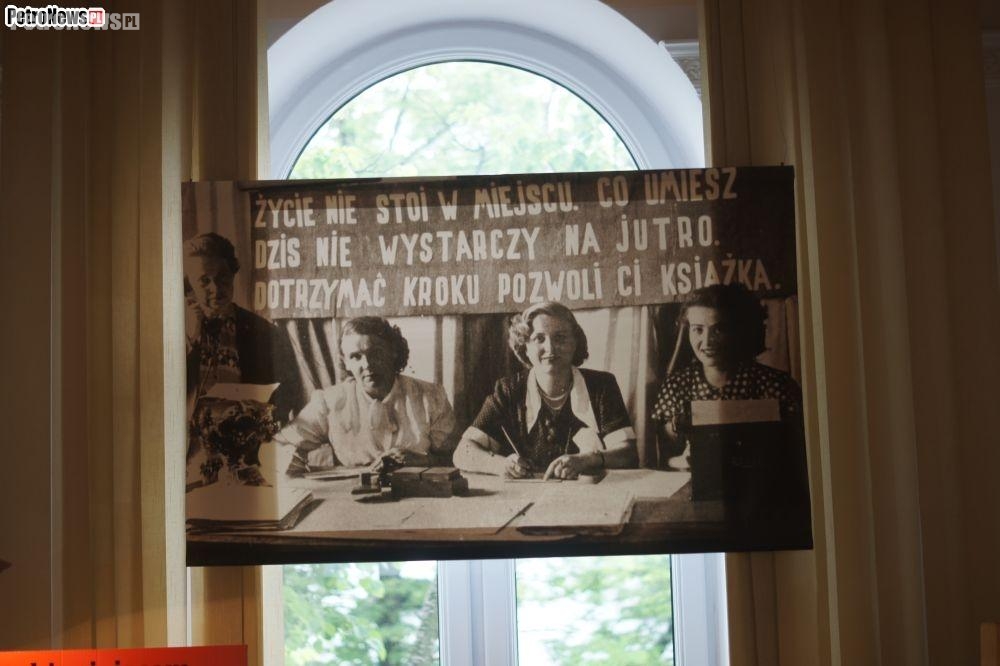 PetroNews PL
ŻYCIE NIE STOI W MIEJSCU. CO UMIESZ
DZIS NIE WYSTARCZY NA JUTRO.
DOTRZYMAĆ KROKU POZWOLI CI KSIĄŻKA.